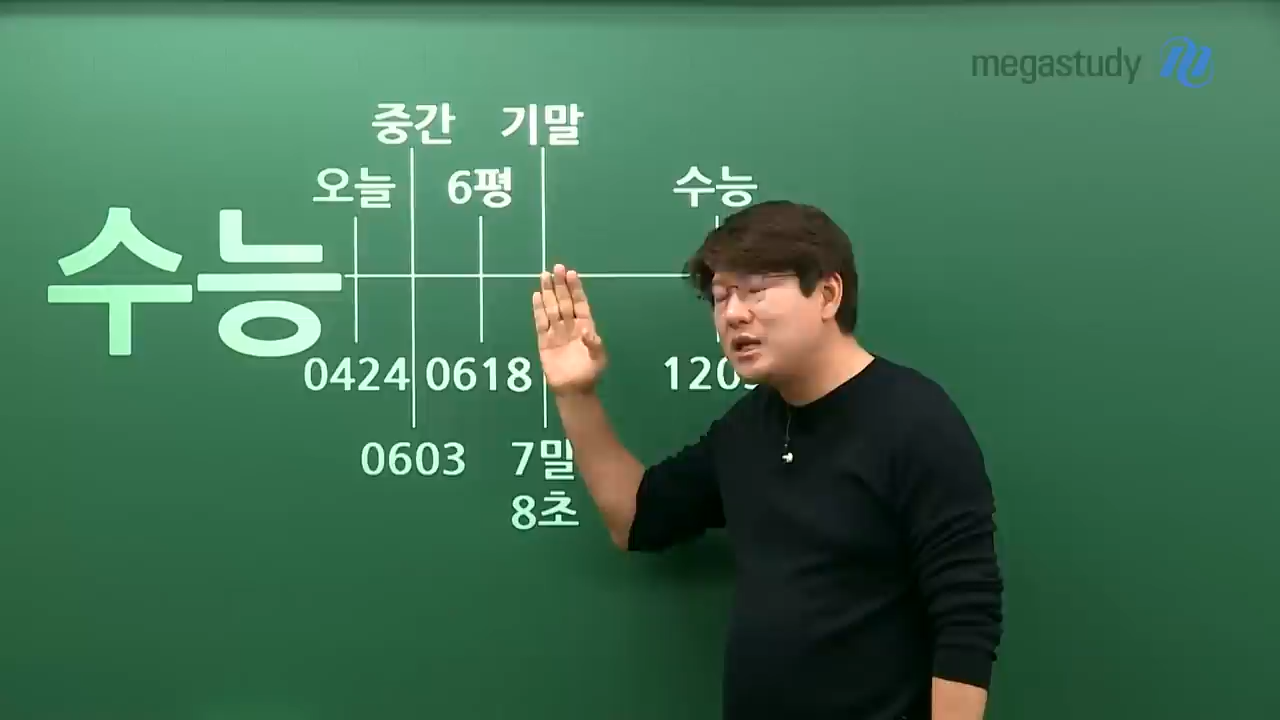 megastudy
중간 기말
오늘 6평 수능
수능
0424 0618 120
0603 7말
8초